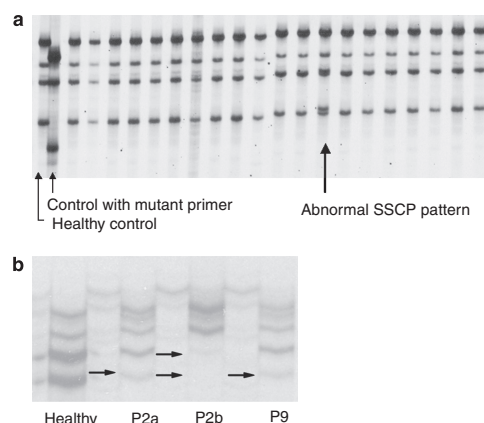 a
Control with mutant primer
Healthy control
Abnormal SSCP pattern
b
Healthy P2a P2b P9